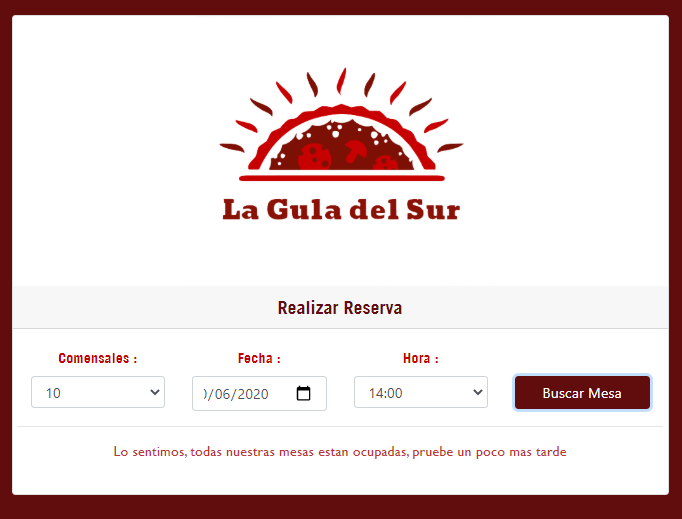 La Gula del Sur
Realizar Reserva
Comensales : Fecha : Hora :
10 /06/2020 14:00 Buscar Mesa
Lo sentimos, todas nuestras mesas estan ocupadas, pruebe un poco mas tarde